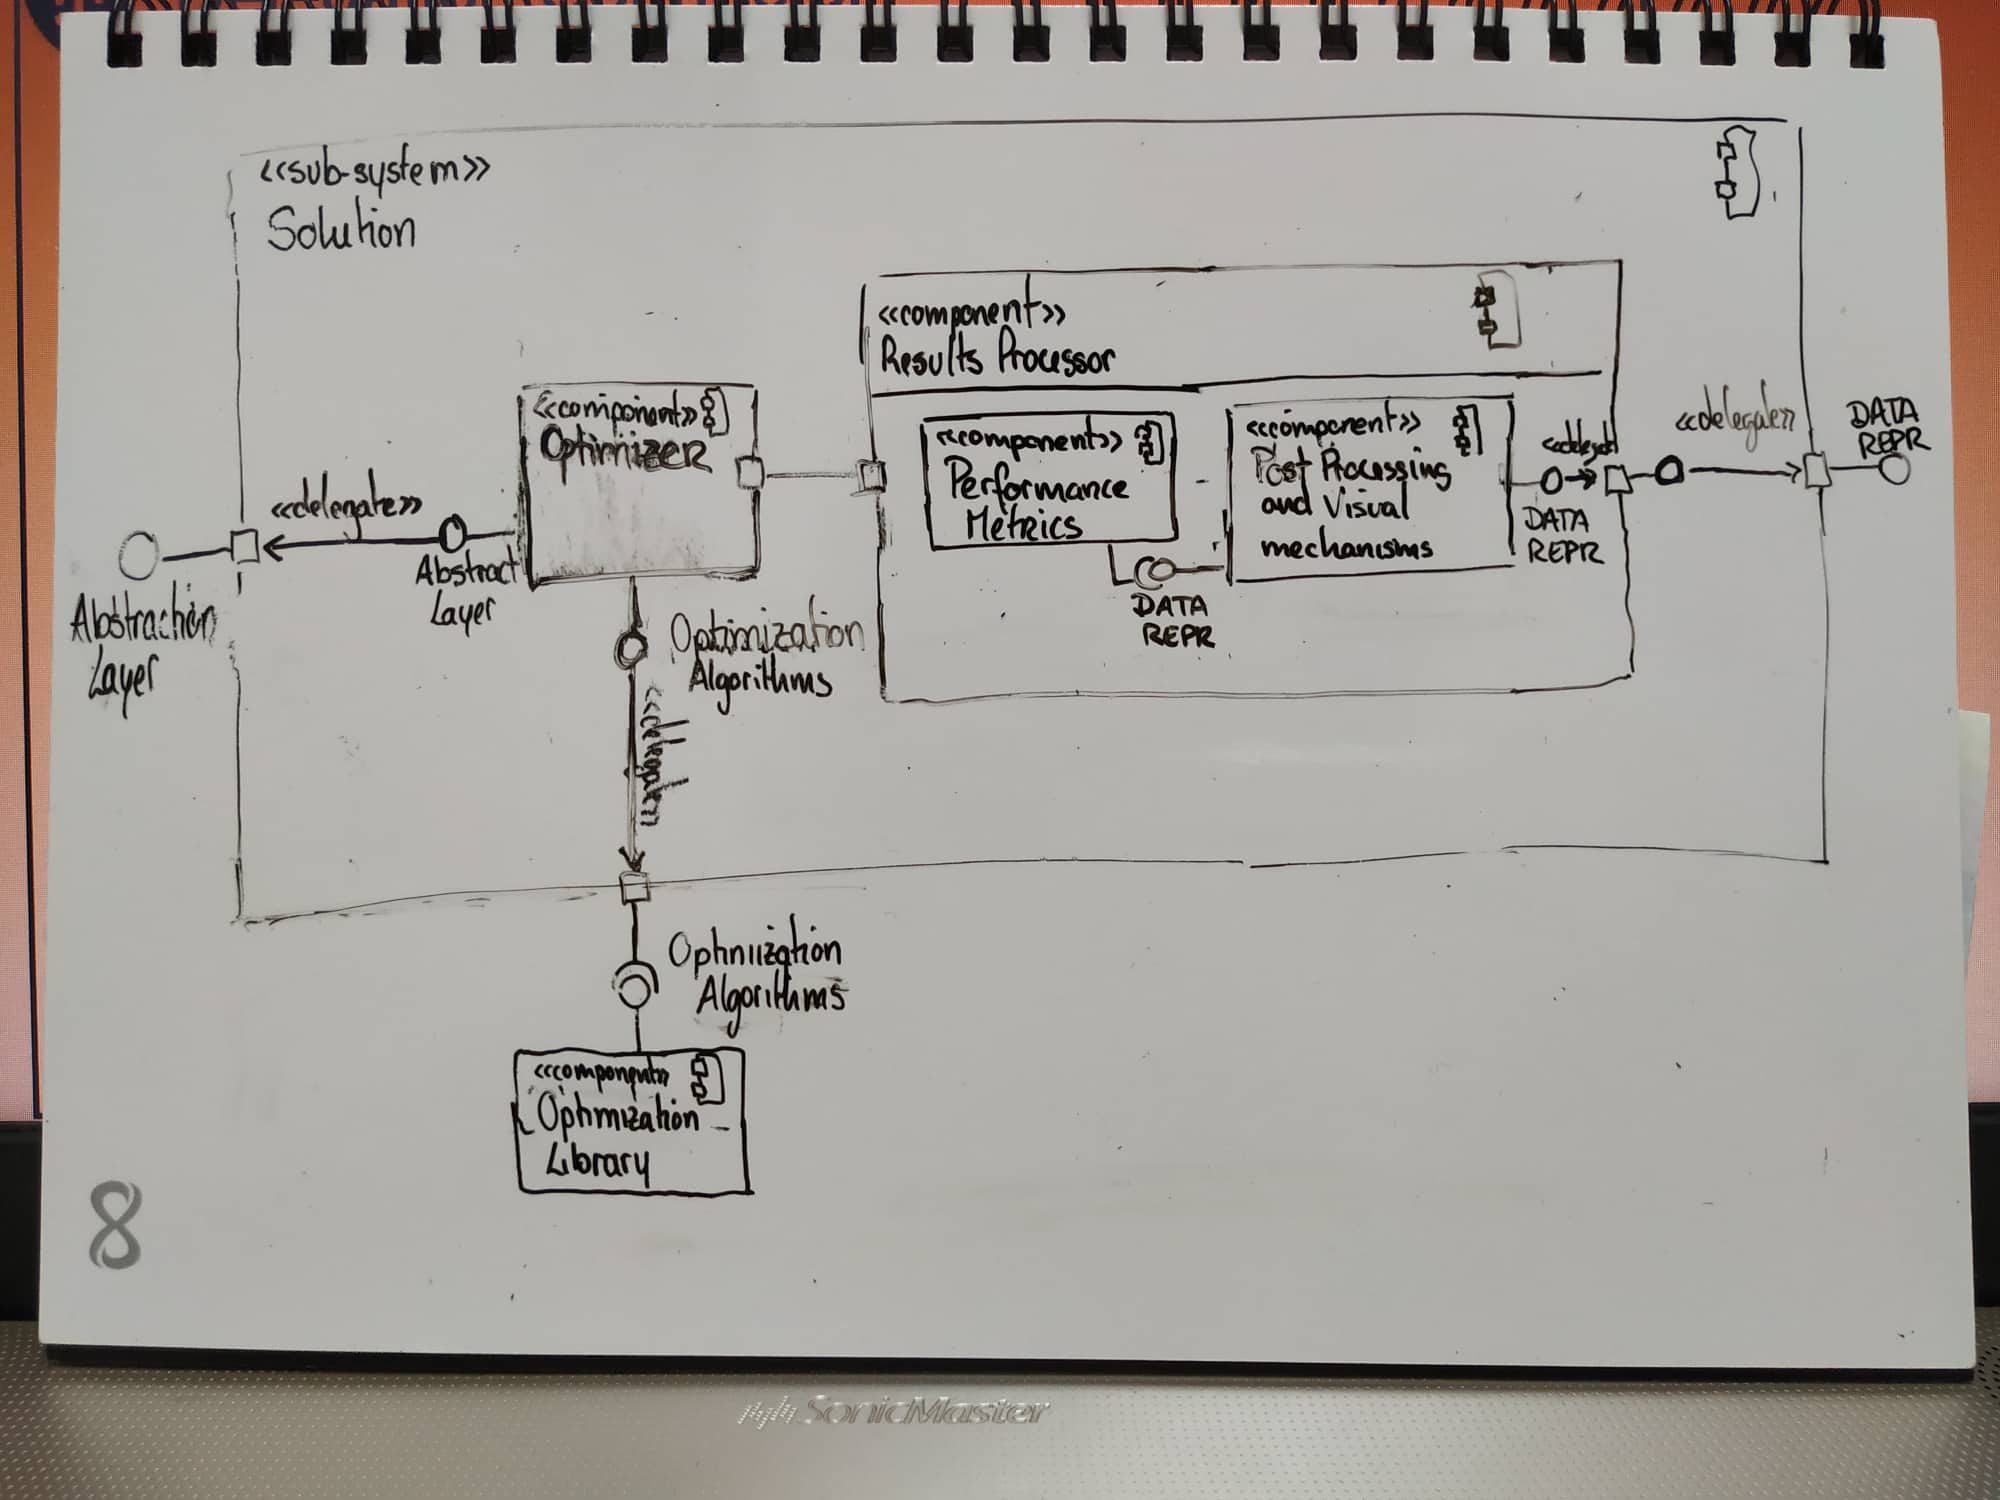 <<sub-system>>
Solution
<<component>>
Results Processor
<<component>>
Optimizer
<<component>>
Performance
Metrics
<<component>>
Post Processing
and Visual
mechanisms
<<delegate>>
DATA
REPR
<<delegate>>
DATA
REPR
DATA
REPR
<<delegate>>
Abstract
Layer
Abstraction
Layer
Optimization
Algorithms
<<delegate>>
Optimization
Algorithms
<<component>>
Optimization
Library
8
SonicMaster